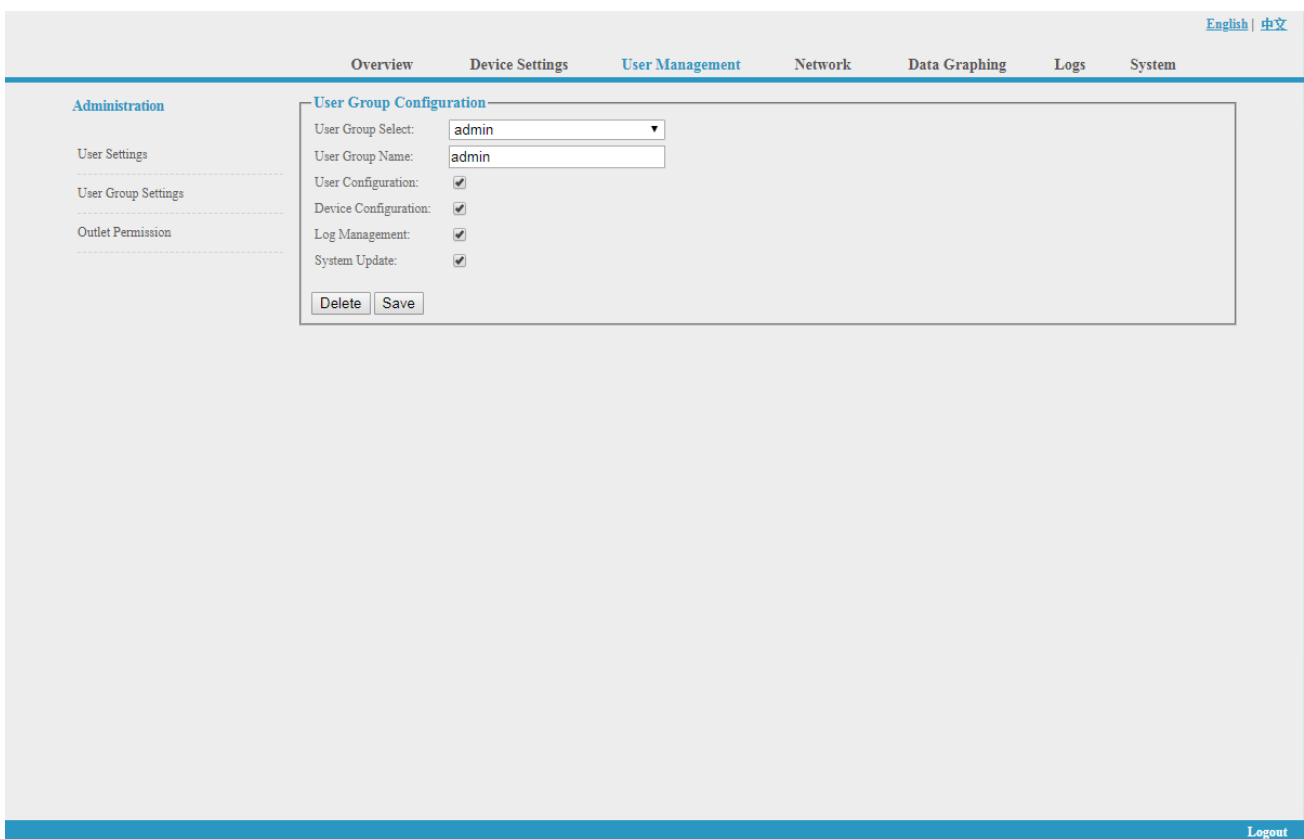 English | 中文
Overview Device Settings User Management Network Data Graphing Logs System
Administration
User Settings
User Group Settings
Outlet Permission
User Group Configuration
User Group Select: admin
User Group Name: admin
User Configuration:
Device Configuration:
Log Management:
System Update:
Delete Save
Logout